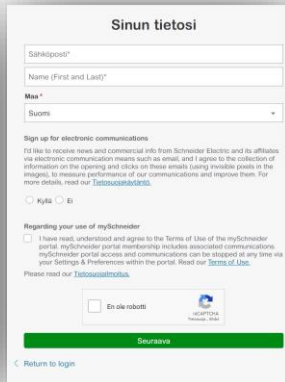 Sinun tietosi
Sähköposti*
Name (First and Last)*
Maa *
Suomi
Sign up for electronic communications
I'd like to receive news and commercial info from Schneider Electric and its affiliates
via electronic communication means such as email, and I agree to the collection of
information on the opening and clicks on these emails (using invisible pixels in the
images), to measure performance of our communications and improve them. For
more details, read our Tietosuojakäytäntö.
Kyllä Ei
Regarding your use of mySchneider
I have read, understood and agree to the Terms of Use of the mySchneider
portal. mySchneider portal membership includes associated communications.
mySchneider portal access and communications can be stopped at any time via
your Settings & Preferences within the portal. Read our Terms of Use.
Please read our Tietosuojailmoitus.
En ole robotti
reCAPTCHA
Tietosuoja - Ehdot
Seuraava
Return to login